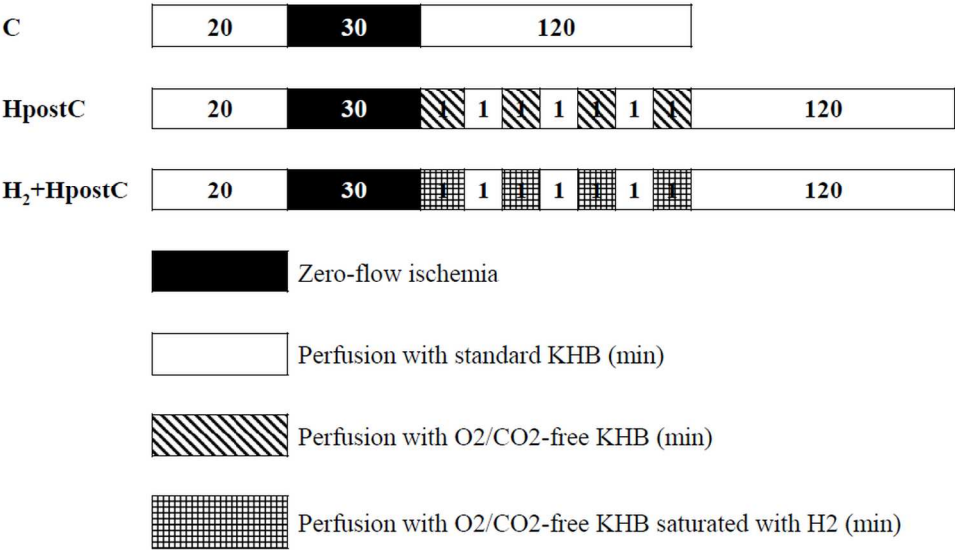 C 20 30 120
HpostC 20 30 1 1 1 1 1 1 1 120
H₂+HpostC 20 30 1 1 1 1 1 1 1 120
Zero-flow ischemia
Perfusion with standard KHB (min)
Perfusion with O2/CO2-free KHB (min)
Perfusion with O2/CO2-free KHB saturated with H2 (min)